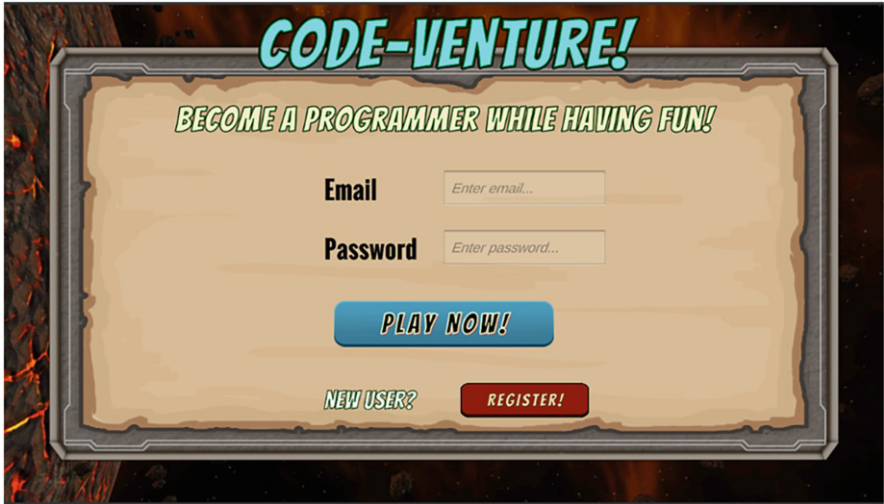 CODE-VENTURE!
BECOME A PROGRAMMER WHILE HAVING FUN!
Email Enter email...
Password Enter password...
PLAY NOW!
NEW USER? REGISTER!